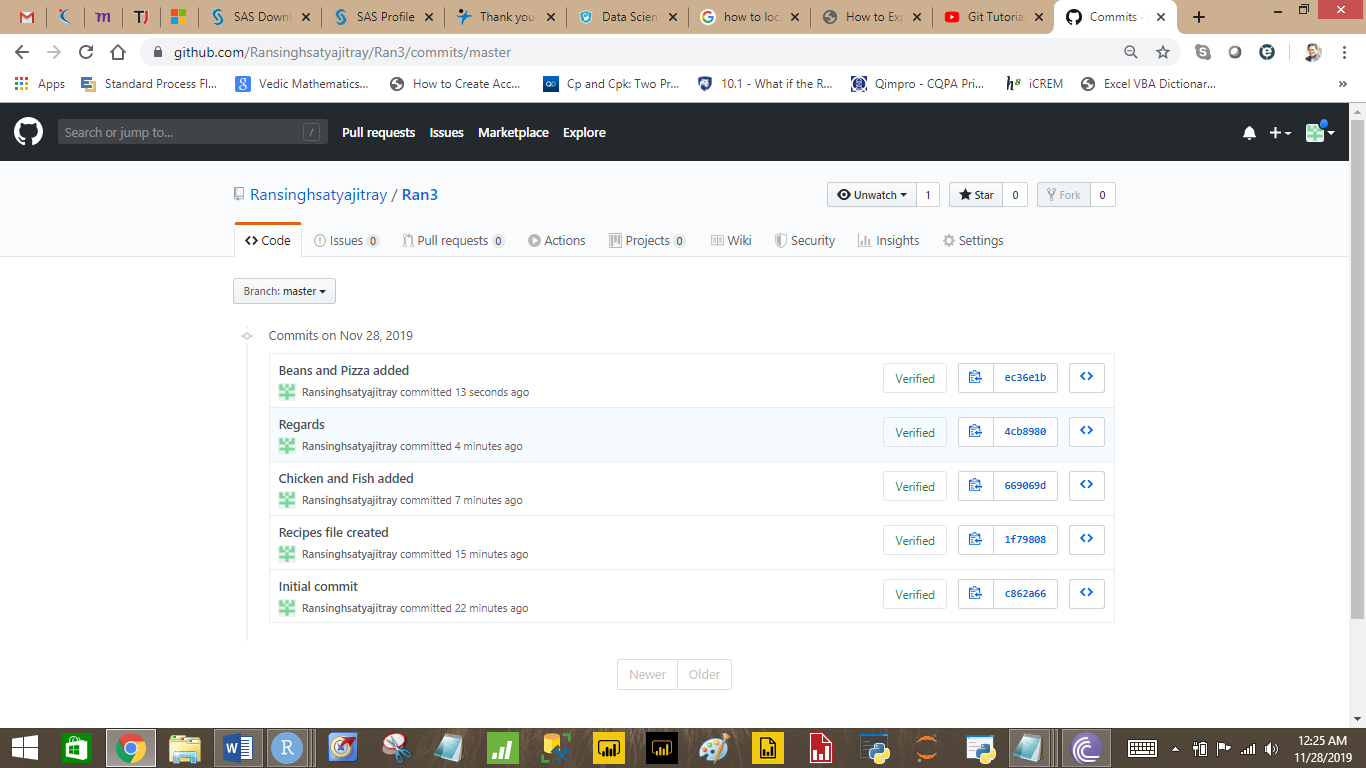 SAS Downl
SAS Profile
Thank you
Data Scien
how to loc
How to Exp
Git Tutoria
Commits ·
github.com/Ransinghsatyajitray/Ran3/commits/master
Apps
Standard Process Fl...
Vedic Mathematics...
How to Create Acc...
Cp and Cpk: Two Pr...
10.1 - What if the R...
Qimpro - CQPA Pri...
iCREM
Excel VBA Dictionar...
Search or jump to...
/
Pull requests
Issues
Marketplace
Explore
Ransinghsatyajitray / Ran3
Unwatch 1
Star 0
Fork 0
Code
Issues 0
Pull requests 0
Actions
Projects 0
Wiki
Security
Insights
Settings
Branch: master
Commits on Nov 28, 2019
Beans and Pizza added
Ransinghsatyajitray committed 13 seconds ago
Verified
ec36e1b
Regards
Ransinghsatyajitray committed 4 minutes ago
Verified
4cb8980
Chicken and Fish added
Ransinghsatyajitray committed 7 minutes ago
Verified
669069d
Recipes file created
Ransinghsatyajitray committed 15 minutes ago
Verified
1f79808
Initial commit
Ransinghsatyajitray committed 22 minutes ago
Verified
c862a66
Newer
Older
12:25 AM
11/28/2019